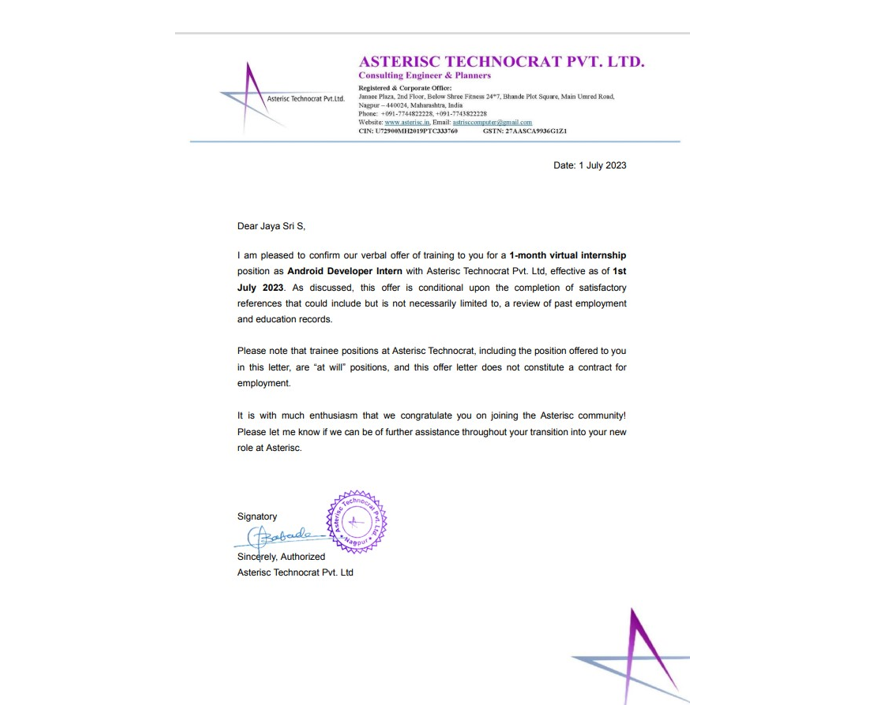 ASTERISC TECHNOCRAT PVT. LTD.
Consulting Engineer & Planners
Asterisc Technocrat Pvt.Ltd.
Registered & Corporate Office:
Jannee Plaza, 2nd Floor, Below Shree Fitness 24*7, Bhande Plot Square, Main Umred Road,
Nagpur – 440024, Maharashtra, India
Phone: +091-7744822228, +091-7743822228
Website: www.asterisc.in, Email: astrisccomputer@gmail.com
CIN: U72900MH2019PTC333760 GSTN: 27AASCA9936G1Z1
Date: 1 July 2023
Dear Jaya Sri S,
I am pleased to confirm our verbal offer of training to you for a 1-month virtual internship
position as Android Developer Intern with Asterisc Technocrat Pvt. Ltd, effective as of 1st
July 2023. As discussed, this offer is conditional upon the completion of satisfactory
references that could include but is not necessarily limited to, a review of past employment
and education records.
Please note that trainee positions at Asterisc Technocrat, including the position offered to you
in this letter, are “at will” positions, and this offer letter does not constitute a contract for
employment.
It is with much enthusiasm that we congratulate you on joining the Asterisc community!
Please let me know if we can be of further assistance throughout your transition into your new
role at Asterisc.
Signatory
Asterisc Technocrat Pvt. Ltd.
Nagpur
Sincerely, Authorized
Asterisc Technocrat Pvt. Ltd